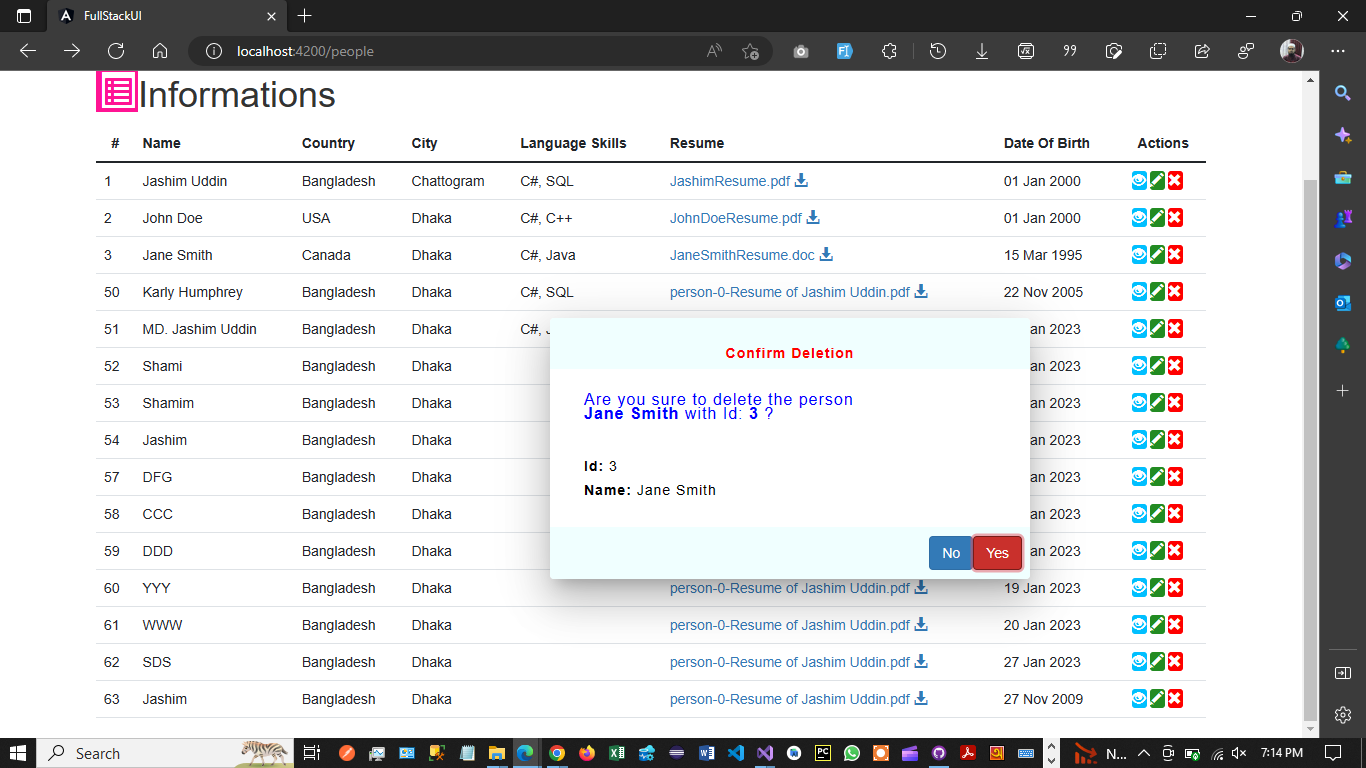 FullStackUI
localhost:4200/people
Informations
# Name Country City Language Skills Resume Date Of Birth Actions
1 Jashim Uddin Bangladesh Chattogram C#, SQL JashimResume.pdf 01 Jan 2000
2 John Doe USA Dhaka C#, C++ JohnDoeResume.pdf 01 Jan 2000
3 Jane Smith Canada Dhaka C#, Java JaneSmithResume.doc 15 Mar 1995
50 Karly Humphrey Bangladesh Dhaka C#, SQL person-0-Resume of Jashim Uddin.pdf 22 Nov 2005
51 MD. Jashim Uddin Bangladesh Dhaka C#, an 2023
52 Shami Bangladesh Dhaka an 2023
53 Shamim Bangladesh Dhaka an 2023
54 Jashim Bangladesh Dhaka an 2023
57 DFG Bangladesh Dhaka an 2023
58 CCC Bangladesh Dhaka an 2023
59 DDD Bangladesh Dhaka an 2023
60 YYY Bangladesh Dhaka person-0-Resume of Jashim Uddin.pdf 19 Jan 2023
61 WWW Bangladesh Dhaka person-0-Resume of Jashim Uddin.pdf 20 Jan 2023
62 SDS Bangladesh Dhaka person-0-Resume of Jashim Uddin.pdf 27 Jan 2023
63 Jashim Bangladesh Dhaka person-0-Resume of Jashim Uddin.pdf 27 Nov 2009
Confirm Deletion
Are you sure to delete the person
Jane Smith with Id: 3 ?
Id: 3
Name: Jane Smith
No Yes
Search
N...
7:14 PM